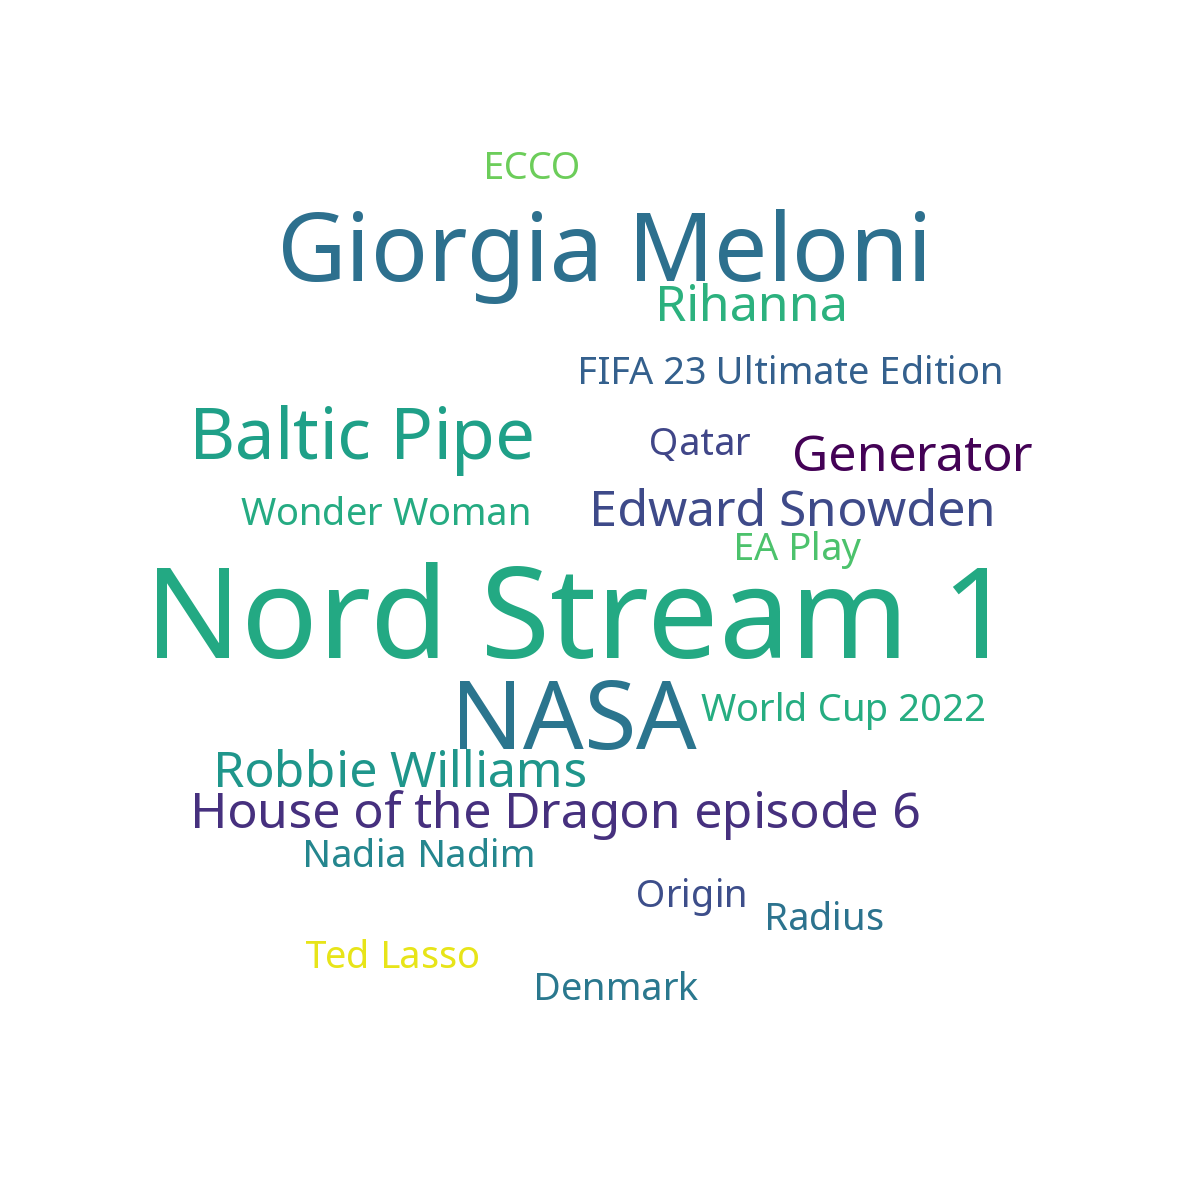 ECCO
Giorgia Meloni
Rihanna
FIFA 23 Ultimate Edition
Baltic Pipe
Qatar
Generator
Wonder Woman
Edward Snowden
EA Play
Nord Stream 1
NASA
World Cup 2022
Robbie Williams
House of the Dragon episode 6
Nadia Nadim
Origin
Radius
Ted Lasso
Denmark